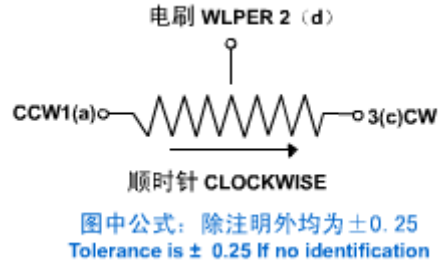 电刷 WLPER 2（d）
CCW1(a) 3(c)CW
顺时针 CLOCKWISE
图中公式：除注明外均为±0.25
Tolerance is ± 0.25 If no identification